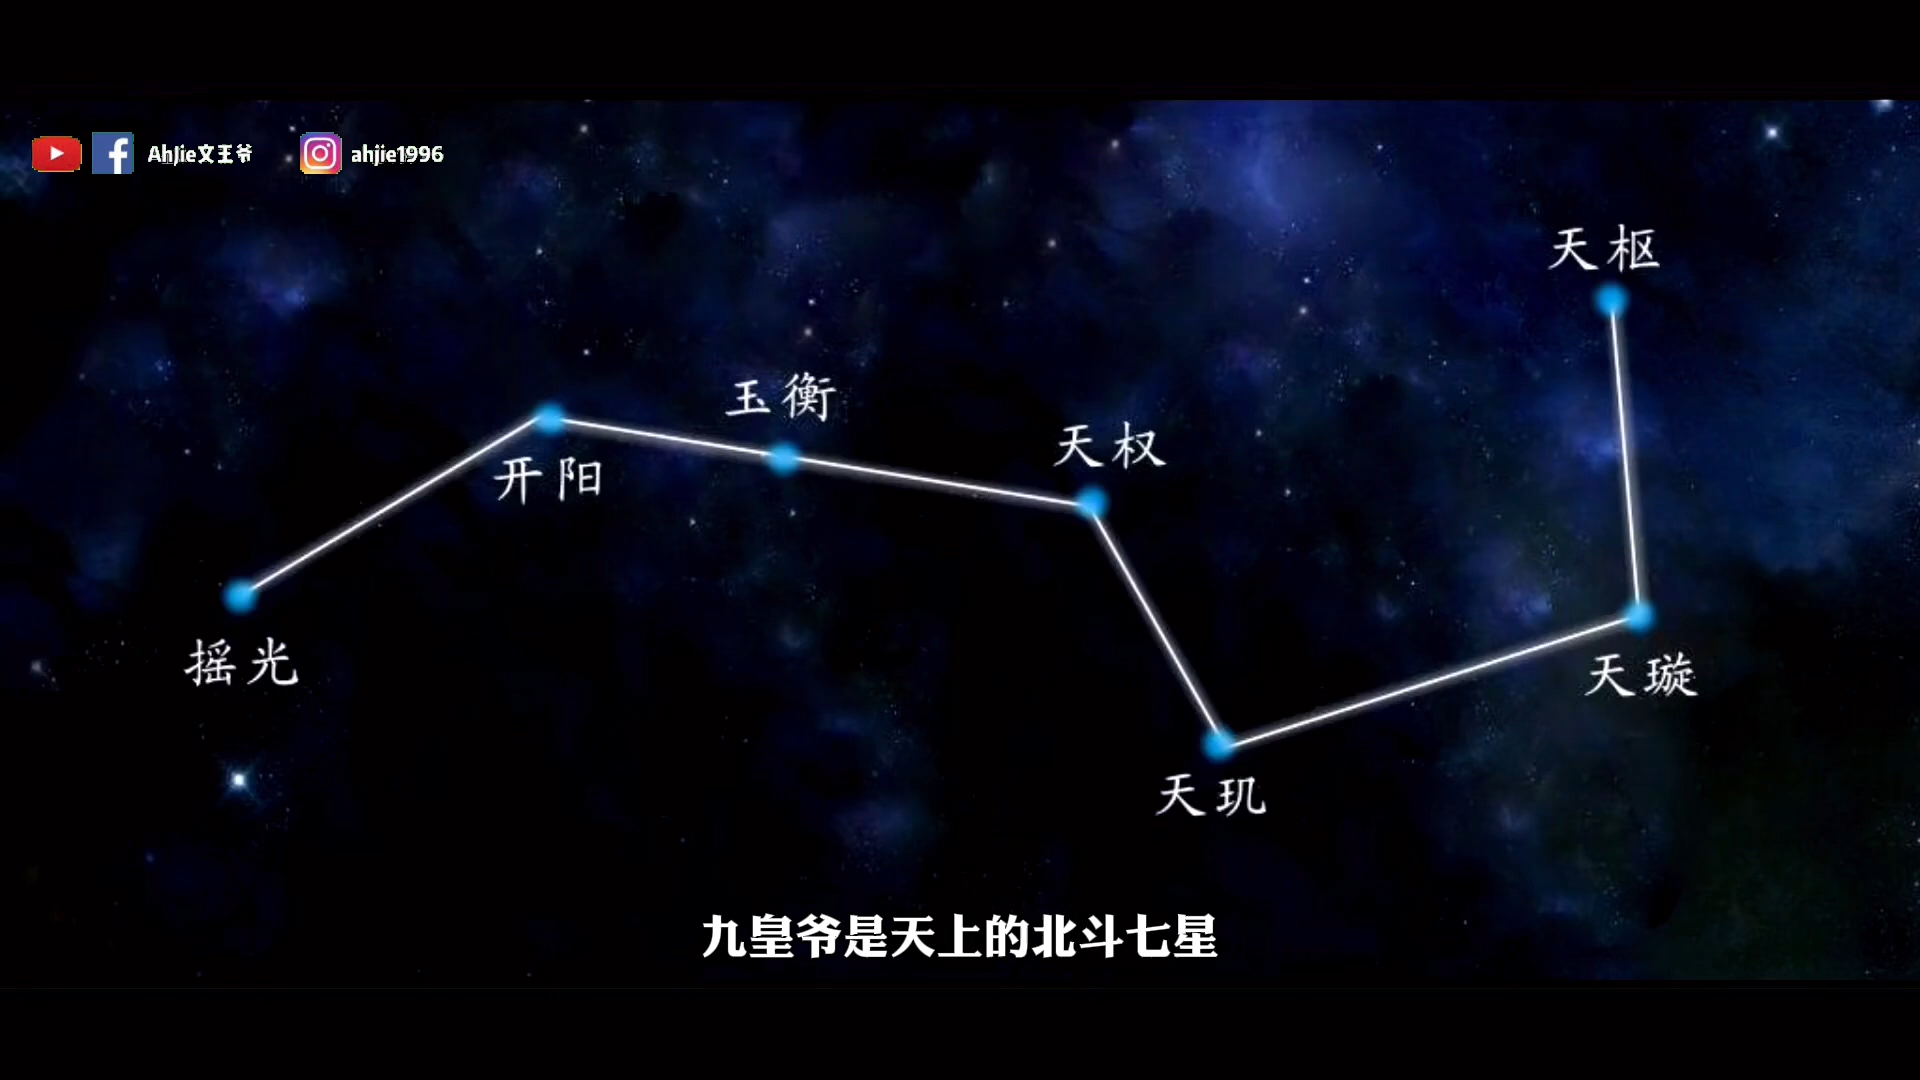 AhJie文王爷
ahjie1996
天枢
玉衡
天权
开阳
摇光
天璇
天玑
九皇爷是天上的北斗七星